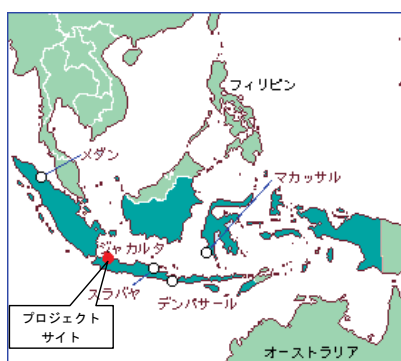 フィリピン
メダン
マカッサル
ジャカルタ
スラバヤ
デンパサール
プロジェクト
サイト
オーストラリア